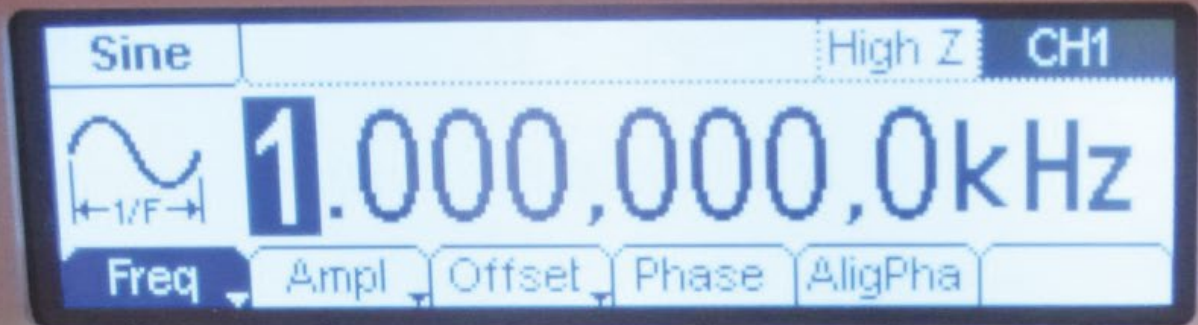 Sine High Z CH1
1.000,000,0kHz
1/F
Freq Ampl Offset Phase AligPha